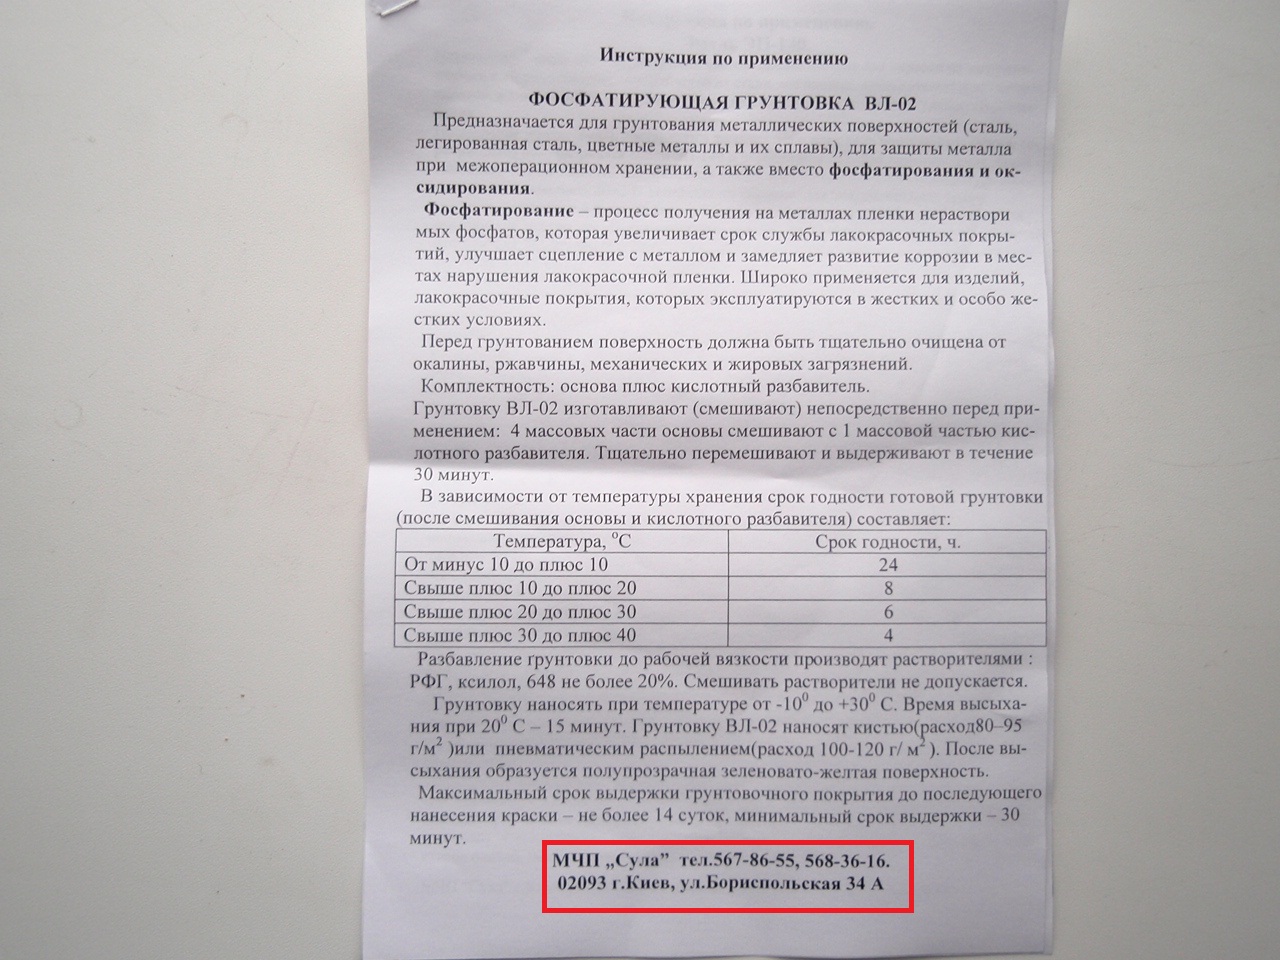 Инструкция по применению
ФОСФАТИРУЮЩАЯ ГРУНТОВКА ВЛ-02
Предназначается для грунтования металлических поверхностей (сталь,
легированная сталь, цветные металлы и их сплавы), для защиты металла
при межоперационном хранении, а также вместо фосфатирования и ок-
сидирования.
Фосфатирование – процесс получения на металлах пленки нераствори
мых фосфатов, которая увеличивает срок службы лакокрасочных покры-
тий, улучшает сцепление с металлом и замедляет развитие коррозии в мес-
тах нарушения лакокрасочной пленки. Широко применяется для изделий,
лакокрасочные покрытия, которых эксплуатируются в жестких и особо же-
стких условиях.
Перед грунтованием поверхность должна быть тщательно очищена от
окалины, ржавчины, механических и жировых загрязнений.
Комплектность: основа плюс кислотный разбавитель.
Грунтовку ВЛ-02 изготавливают (смешивают) непосредственно перед при-
менением: 4 массовых части основы смешивают с 1 массовой частью кис-
лотного разбавителя. Тщательно перемешивают и выдерживают в течение
30 минут.
В зависимости от температуры хранения срок годности готовой грунтовки
(после смешивания основы и кислотного разбавителя) составляет:
Температура, °С Срок годности, ч.
От минус 10 до плюс 10 24
Свыше плюс 10 до плюс 20 8
Свыше плюс 20 до плюс 30 6
Свыше плюс 30 до плюс 40 4
Разбавление грунтовки до рабочей вязкости производят растворителями :
РФГ, ксилол, 648 не более 20%. Смешивать растворители не допускается.
Грунтовку наносять при температуре от -10⁰ до +30⁰ С. Время высыха-
ния при 20⁰ С – 15 минут. Грунтовку ВЛ-02 наносят кистью(расход80–95
г/м² )или пневматическим распылением(расход 100-120 г/ м² ). После вы-
сыхания образуется полупрозрачная зеленовато-желтая поверхность.
Максимальный срок выдержки грунтовочного покрытия до последующего
нанесения краски – не более 14 суток, минимальный срок выдержки – 30
минут.
МЧП „Сула” тел.567-86-55, 568-36-16.
02093 г.Киев, ул.Бориспольская 34 А